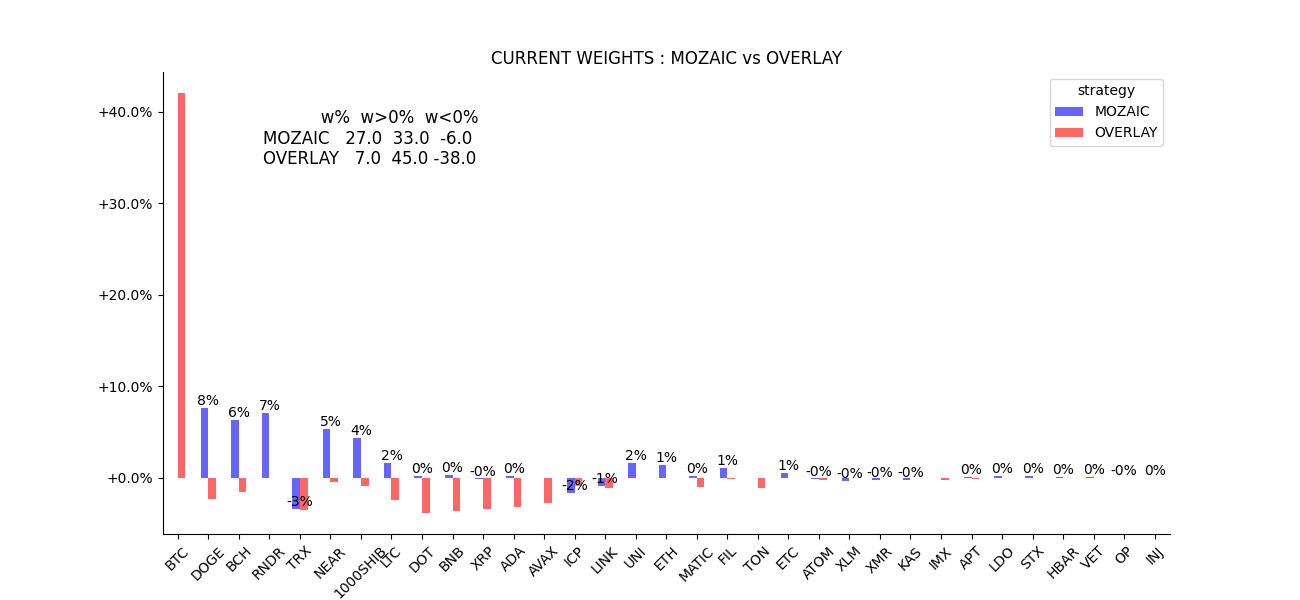 CURRENT WEIGHTS : MOZAIC vs OVERLAY
strategy
MOZAIC
OVERLAY
w% w>0% w<0%
MOZAIC 27.0 33.0 -6.0
OVERLAY 7.0 45.0 -38.0
+40.0%
+30.0%
+20.0%
+10.0%
+0.0%
8% 6% 7% -3% 5% 4% 2% 0% 0% -0% 0% -2% -1% 2% 1% 0% 1% 1% -0% -0% -0% -0% 0% 0% 0% 0% 0% -0% 0%
BTC DOGE BCH RNDR TRX NEAR 1000SHIB LTC DOT BNB XRP ADA AVAX ICP LINK UNI ETH MATIC FIL TON ETC ATOM XLM XMR KAS IMX APT LDO STX HBAR VET OP INJ